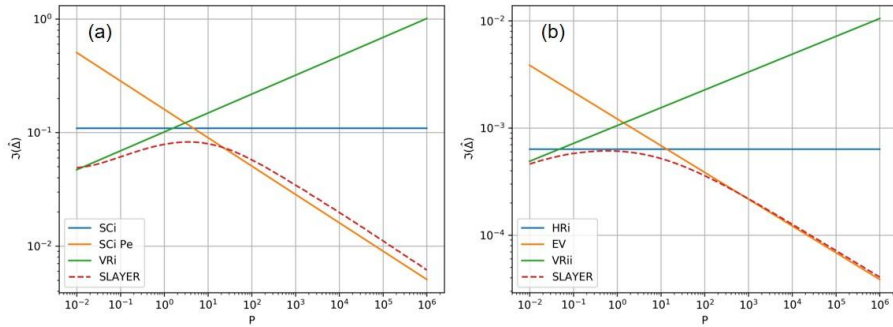 (a)
10⁰
10⁻¹
10⁻²
ℑ(Δ̂)
SCi
SCi Pe
VRi
SLAYER
10⁻² 10⁻¹ 10⁰ 10¹ 10² 10³ 10⁴ 10⁵ 10⁶
P
(b)
10⁻²
10⁻³
10⁻⁴
ℑ(Δ̂)
HRi
EV
VRii
SLAYER
10⁻² 10⁻¹ 10⁰ 10¹ 10² 10³ 10⁴ 10⁵ 10⁶
P